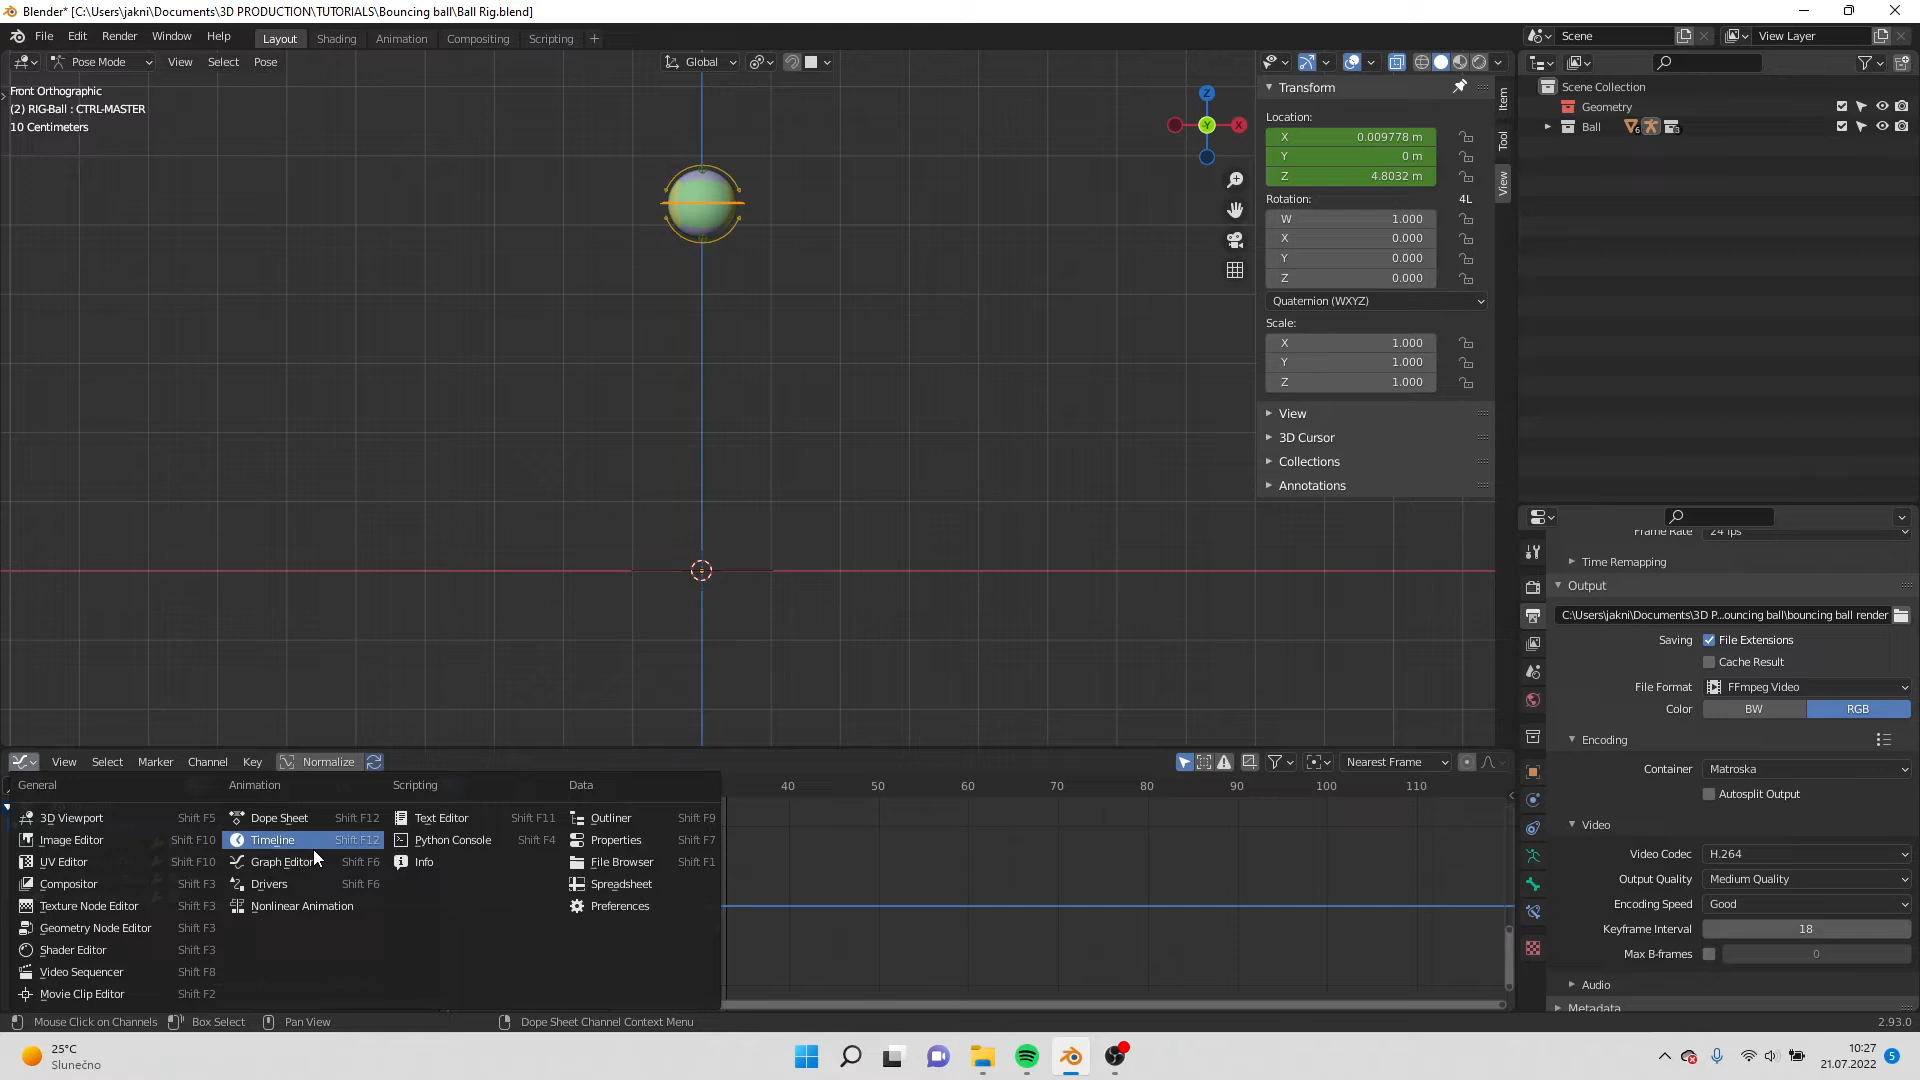 Blender* [C:\Users\jakni\Documents\3D PRODUCTION\TUTORIALS\Bouncing ball\Ball Rig.blend]
File Edit Render Window Help Layout Shading Animation Compositing Scripting + Scene View Layer
Pose Mode View Select Pose Global
Front Orthographic
(2) RIG-Ball : CTRL-MASTER
10 Centimeters
Z
X
Y
Transform
Location:
X 0.009778 m
Y 0 m
Z 4.8032 m
Rotation: 4L
W 1.000
X 0.000
Y 0.000
Z 0.000
Quaternion (WXYZ)
Scale:
X 1.000
Y 1.000
Z 1.000
View
3D Cursor
Collections
Annotations
Item
Tool
View
Scene Collection
Geometry
Ball 6 3
Frame Rate 24 fps
Time Remapping
Output
C:\Users\jakni\Documents\3D P...ouncing ball\bouncing ball render
Saving File Extensions
Cache Result
File Format FFmpeg Video
Color BW RGB
Encoding
Container Matroska
Autosplit Output
Video
Video Codec H.264
Output Quality Medium Quality
Encoding Speed Good
Keyframe Interval 18
Max B-frames 0
Audio
Metadata
View Select Marker Channel Key Normalize Nearest Frame
40 50 60 70 80 90 100 110
General Animation Scripting Data
3D Viewport Shift F5 Dope Sheet Shift F12 Text Editor Shift F11 Outliner Shift F9
Image Editor Shift F10 Timeline Shift F12 Python Console Shift F4 Properties Shift F7
UV Editor Shift F10 Graph Editor Shift F6 Info File Browser Shift F1
Compositor Shift F3 Drivers Shift F6 Spreadsheet
Texture Node Editor Shift F3 Nonlinear Animation Preferences
Geometry Node Editor Shift F3
Shader Editor Shift F3
Video Sequencer Shift F8
Movie Clip Editor Shift F2
Mouse Click on Channels Box Select Pan View Dope Sheet Channel Context Menu 2.93.0
25°C
Slunečno
10:27
21.07.2022
5